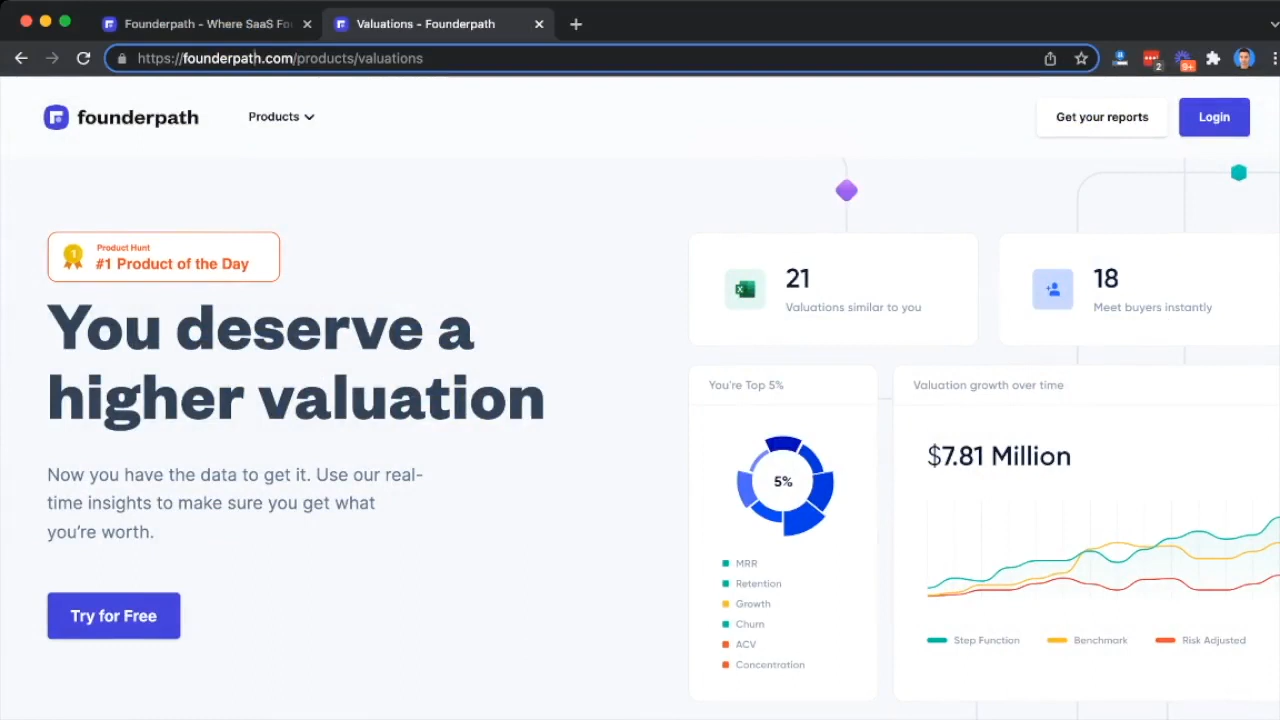 Founderpath - Where SaaS Fo
Valuations - Founderpath
https://founderpath.com/products/valuations
2
9+
founderpath
Products
Get your reports
Login
1
Product Hunt
#1 Product of the Day
You deserve a
higher valuation
Now you have the data to get it. Use our real-
time insights to make sure you get what
you're worth.
Try for Free
21
Valuations similar to you
18
Meet buyers instantly
You're Top 5%
5%
MRR
Retention
Growth
Churn
ACV
Concentration
Valuation growth over time
$7.81 Million
Step Function
Benchmark
Risk Adjusted